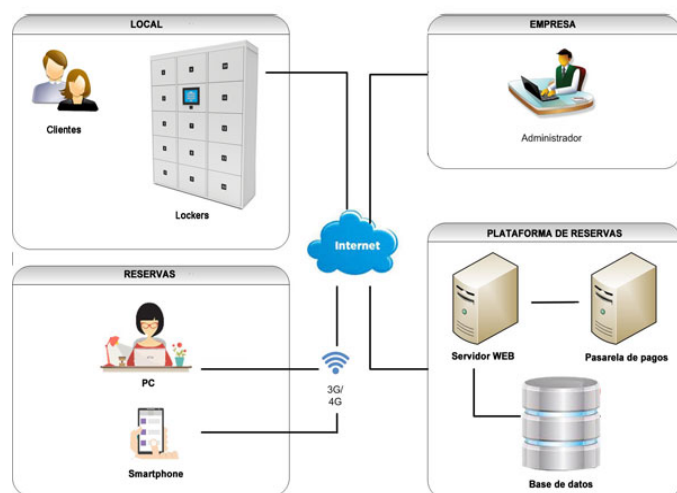 LOCAL
Clientes
Lockers
EMPRESA
Administrador
Internet
RESERVAS
PC
Smartphone
3G/
4G
PLATAFORMA DE RESERVAS
Servidor WEB
Pasarela de pagos
Base de datos